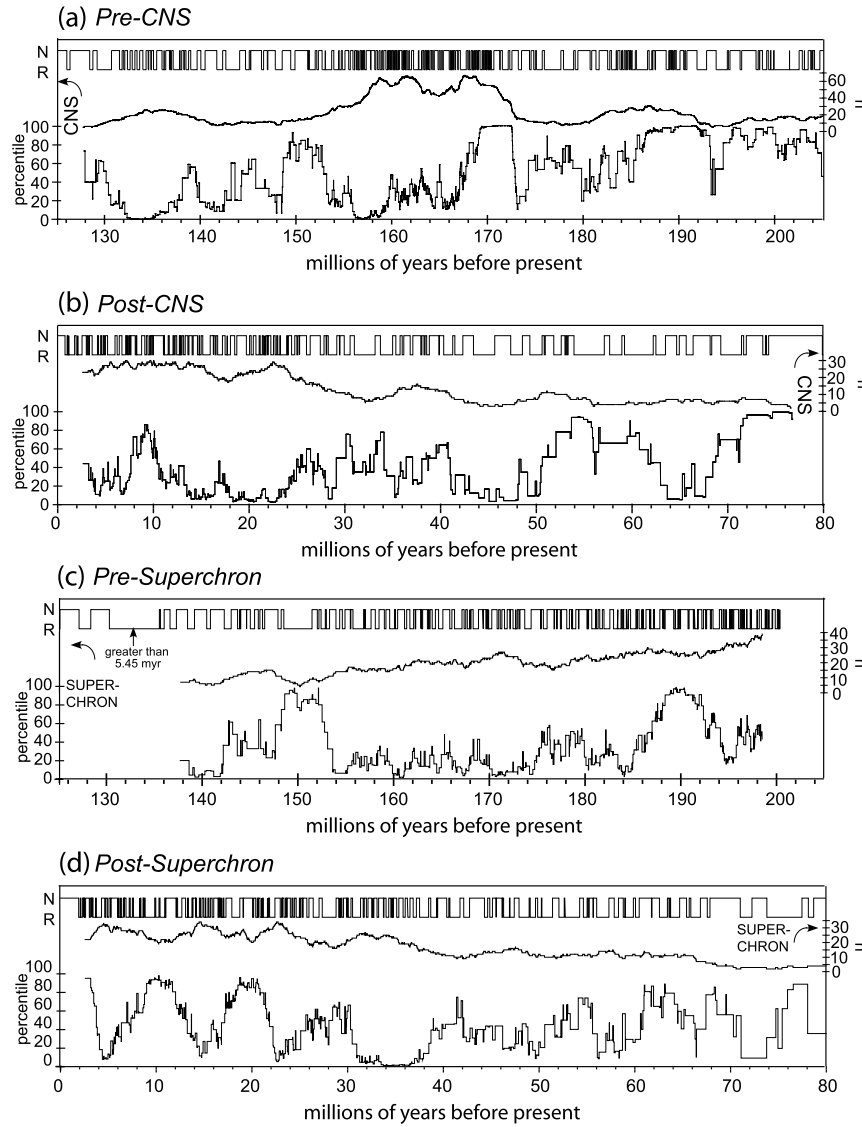 (a) Pre-CNS
N
R
CNS
60
40
20
0
n
percentile
100
80
60
40
20
0
130 140 150 160 170 180 190 200
millions of years before present
(b) Post-CNS
N
R
CNS
30
20
10
0
n
percentile
100
80
60
40
20
0
0 10 20 30 40 50 60 70 80
millions of years before present
(c) Pre-Superchron
N
R
greater than
5.45 myr
SUPER-
CHRON
40
30
20
10
0
n
percentile
100
80
60
40
20
0
130 140 150 160 170 180 190 200
millions of years before present
(d) Post-Superchron
N
R
SUPER-
CHRON
30
20
10
0
n
percentile
100
80
60
40
20
0
0 10 20 30 40 50 60 70 80
millions of years before present